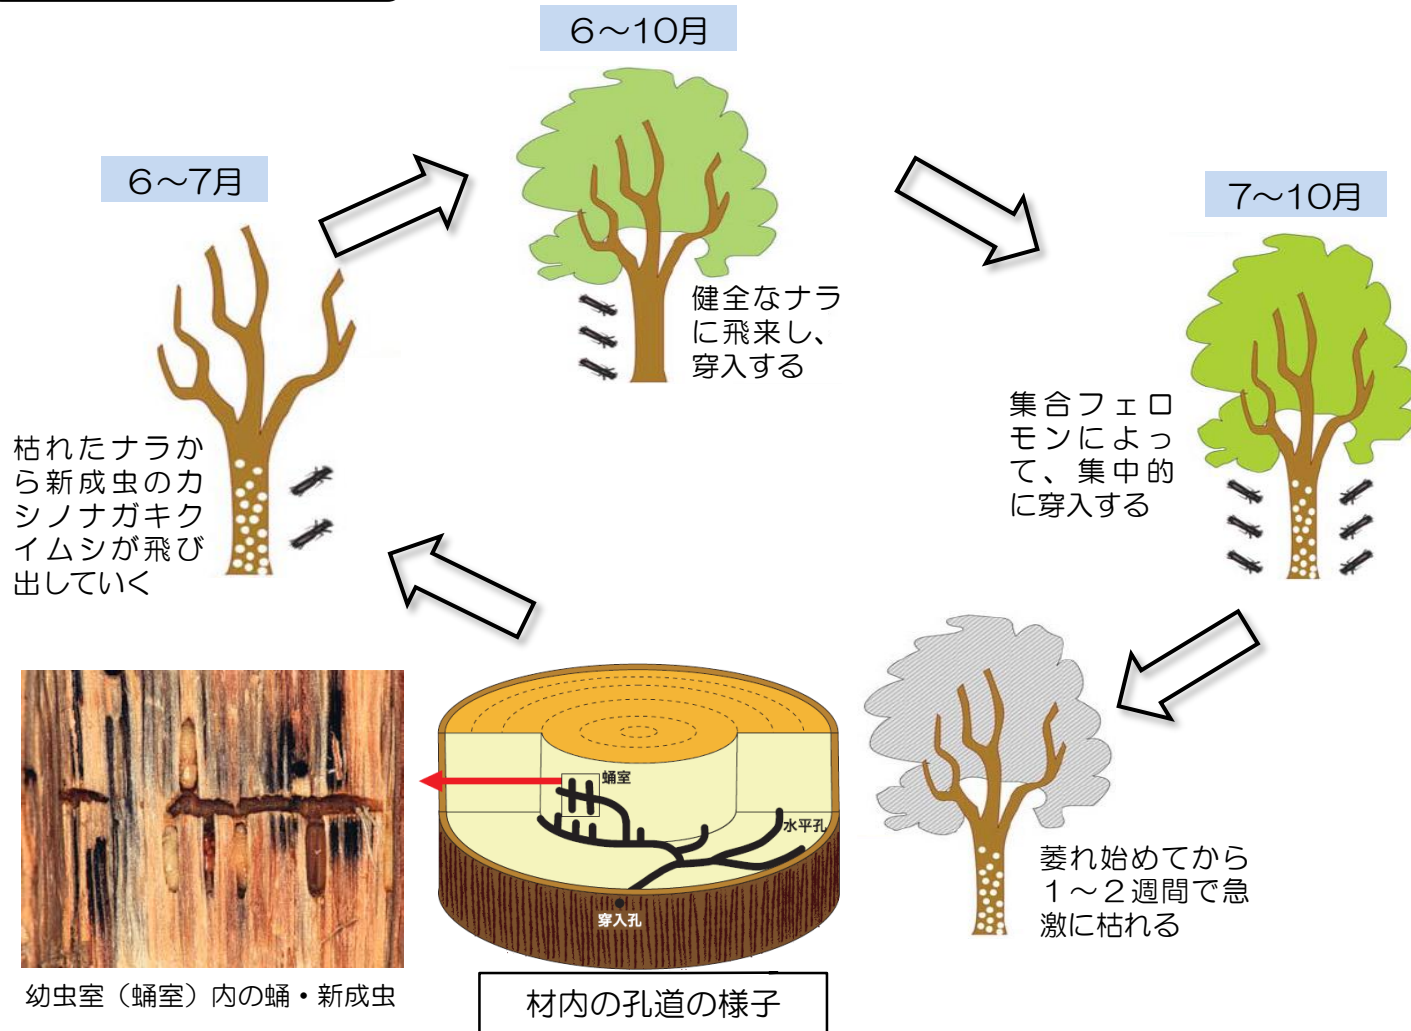 6～10月
6～7月
7～10月
健全なナラ
に飛来し、
穿入する
集合フェロ
モンによっ
て、集中的
に穿入する
枯れたナラか
ら新成虫のカ
シノナガキク
イムシが飛び
出していく
蛹室
水平孔
穿入孔
萎れ始めてから
１～２週間で急
激に枯れる
幼虫室（蛹室）内の蛹・新成虫
材内の孔道の様子